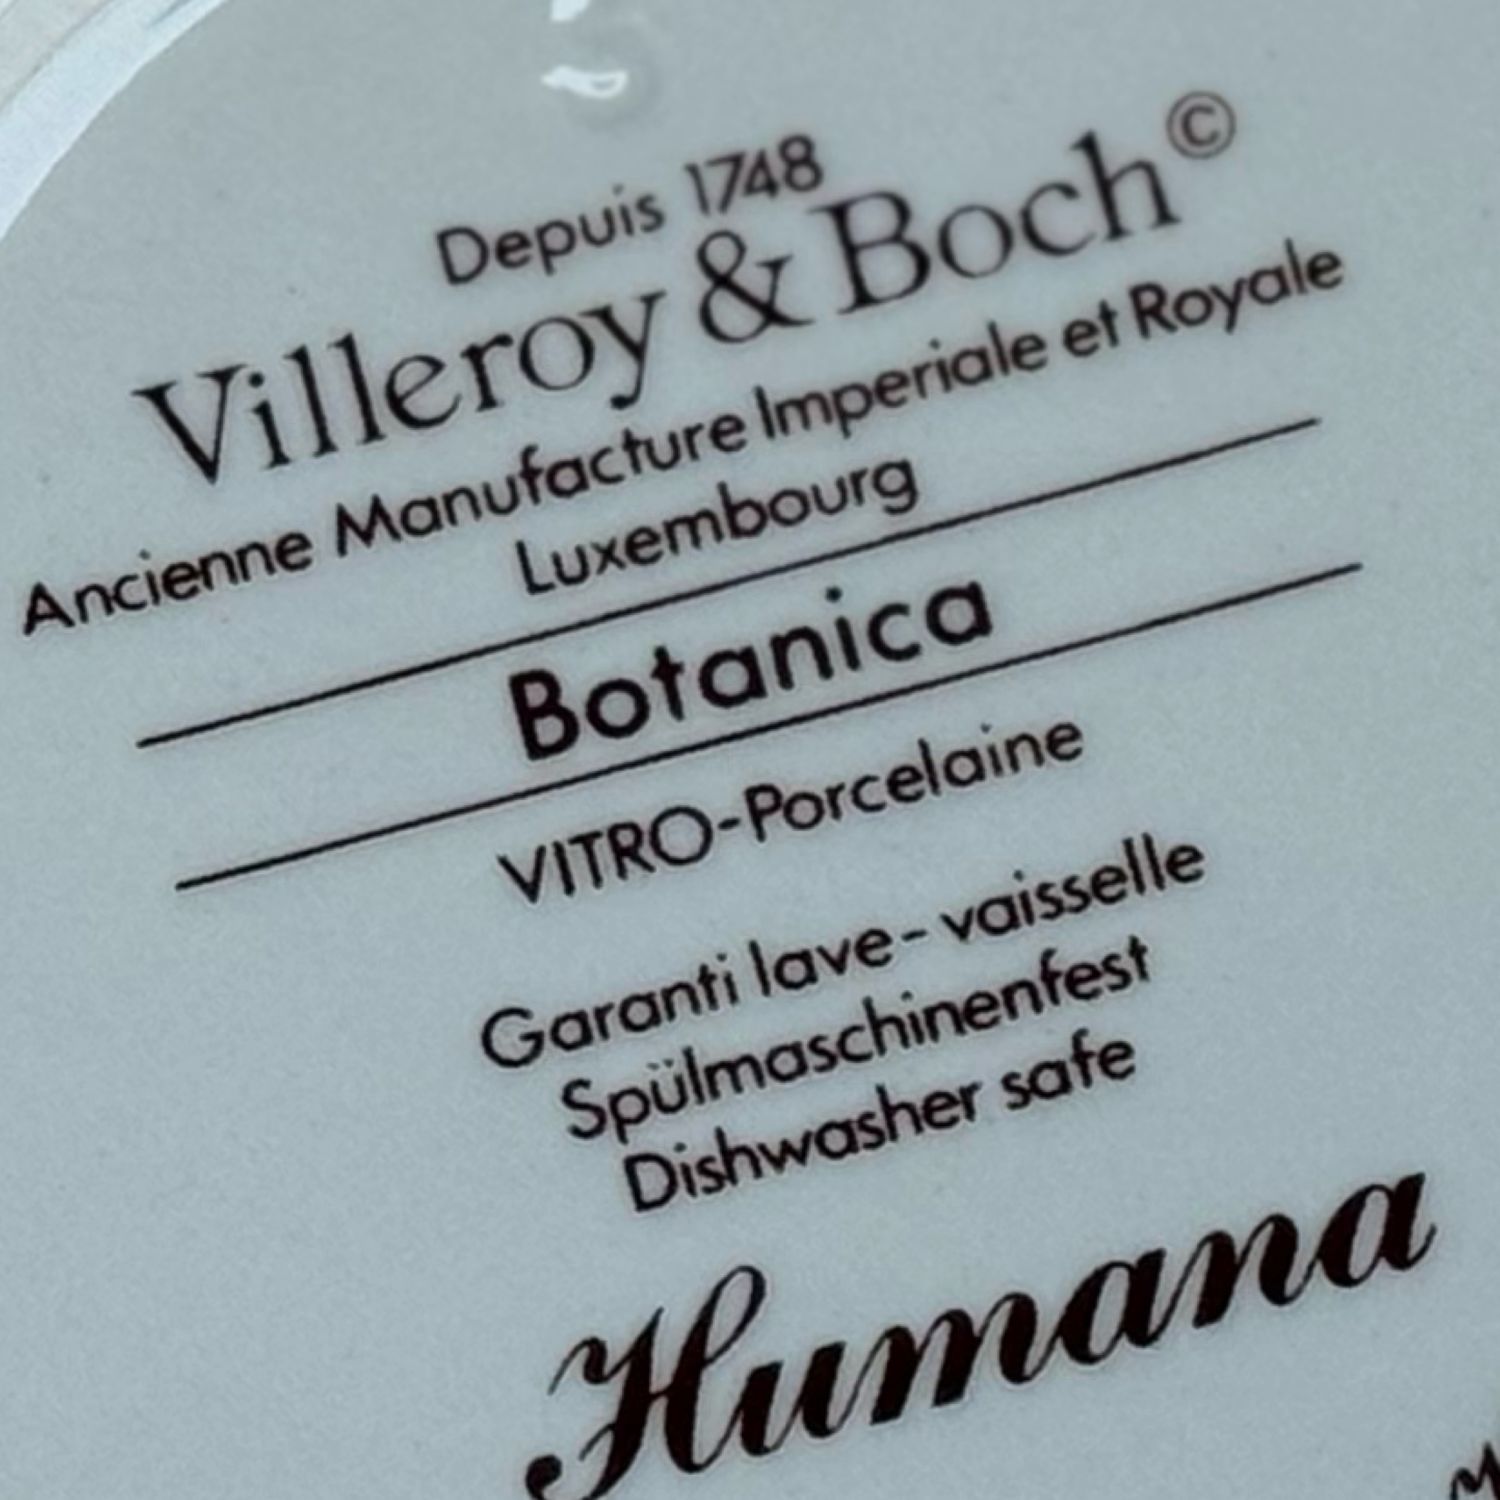 Depuis 1748
Villeroy & Boch©
Ancienne Manufacture Imperiale et Royale
Luxembourg
Botanica
VITRO-Porcelaine
Garanti lave-vaisselle
Spülmaschinenfest
Dishwasher safe
Humana